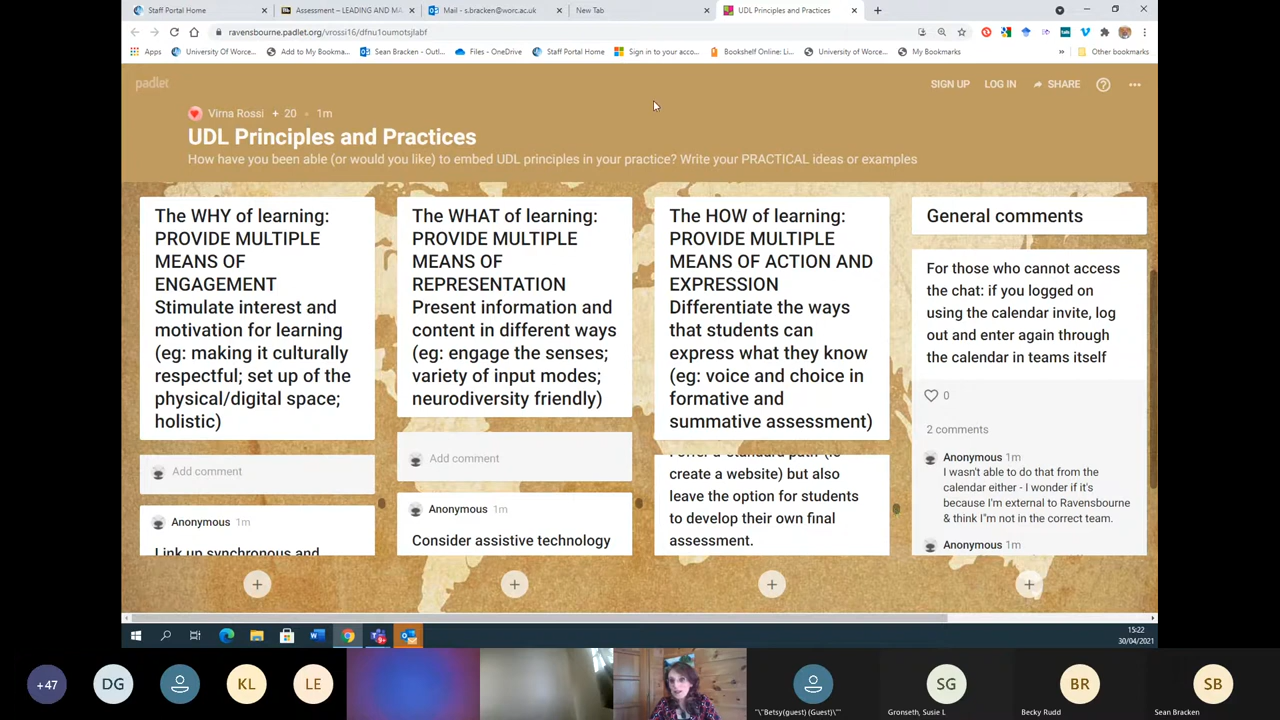 Staff Portal Home
Assessment – LEADING AND MA
Mail - s.bracken@worc.ac.uk
New Tab
UDL Principles and Practices
ravensbourne.padlet.org/vrossi16/dfnu1oumotsjlabf
Apps
University Of Worce...
Add to My Bookma...
Sean Bracken - Outl...
Files - OneDrive
Staff Portal Home
Sign in to your acco...
Bookshelf Online: Li...
University of Worce...
My Bookmarks
»
Other bookmarks
padlet
SIGN UP
LOG IN
SHARE
Virna Rossi + 20 • 1m
UDL Principles and Practices
How have you been able (or would you like) to embed UDL principles in your practice? Write your PRACTICAL ideas or examples
The WHY of learning:
PROVIDE MULTIPLE
MEANS OF
ENGAGEMENT
Stimulate interest and
motivation for learning
(eg: making it culturally
respectful; set up of the
physical/digital space;
holistic)
Add comment
Anonymous 1m
Link up synchronous and
The WHAT of learning:
PROVIDE MULTIPLE
MEANS OF
REPRESENTATION
Present information and
content in different ways
(eg: engage the senses;
variety of input modes;
neurodiversity friendly)
Add comment
Anonymous 1m
Consider assistive technology
The HOW of learning:
PROVIDE MULTIPLE
MEANS OF ACTION AND
EXPRESSION
Differentiate the ways
that students can
express what they know
(eg: voice and choice in
formative and
summative assessment)
I offer a standard path (to
create a website) but also
leave the option for students
to develop their own final
assessment.
General comments
For those who cannot access
the chat: if you logged on
using the calendar invite, log
out and enter again through
the calendar in teams itself
0
2 comments
Anonymous 1m
I wasn't able to do that from the
calendar either - I wonder if it's
because I'm external to Ravensbourne
& think I"m not in the correct team.
Anonymous 1m
15:22
30/04/2021
+47
DG
KL
LE
"\"Betsy(guest) (Guest)\""
SG
Gronseth, Susie L
BR
Becky Rudd
SB
Sean Bracken